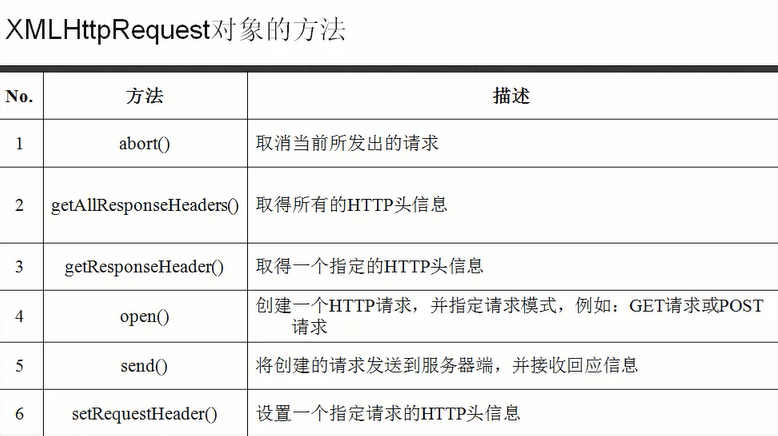 XMLHttpRequest对象的方法
No. 方法 描述
1 abort() 取消当前所发出的请求
2 getAllResponseHeaders() 取得所有的HTTP头信息
3 getResponseHeader() 取得一个指定的HTTP头信息
4 open() 创建一个HTTP请求，并指定请求模式，例如：GET请求或POST
请求
5 send() 将创建的请求发送到服务器端，并接收回应信息
6 setRequestHeader() 设置一个指定请求的HTTP头信息